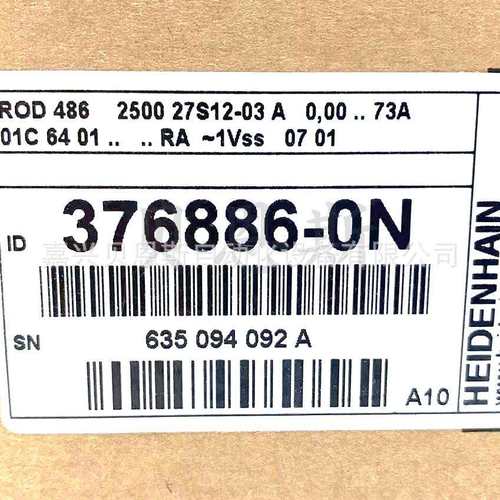 ROD 486 2500 27S12-03 A 0,00 .. 73A
01C 64 01 .. .. RA ~1Vss 07 01
ID 376886-0N
SN 635 094 092 A
A10
HEIDENHAIN